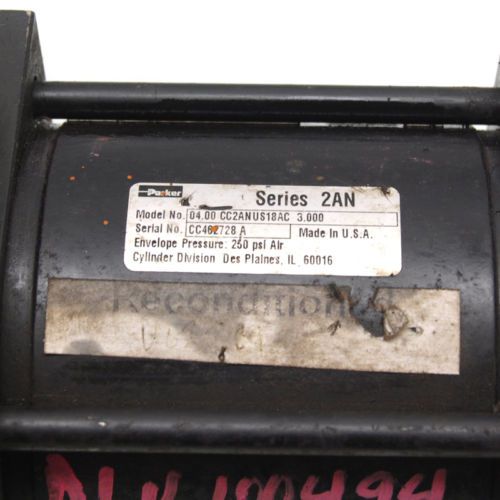 Parker Series 2AN
Model No. 04.00 CC2ANUS18AC 3.000
Serial No. CC462728 A Made In U.S.A.
Envelope Pressure: 250 psi Air
Cylinder Division Des Plaines, IL 60016
Reconditioned